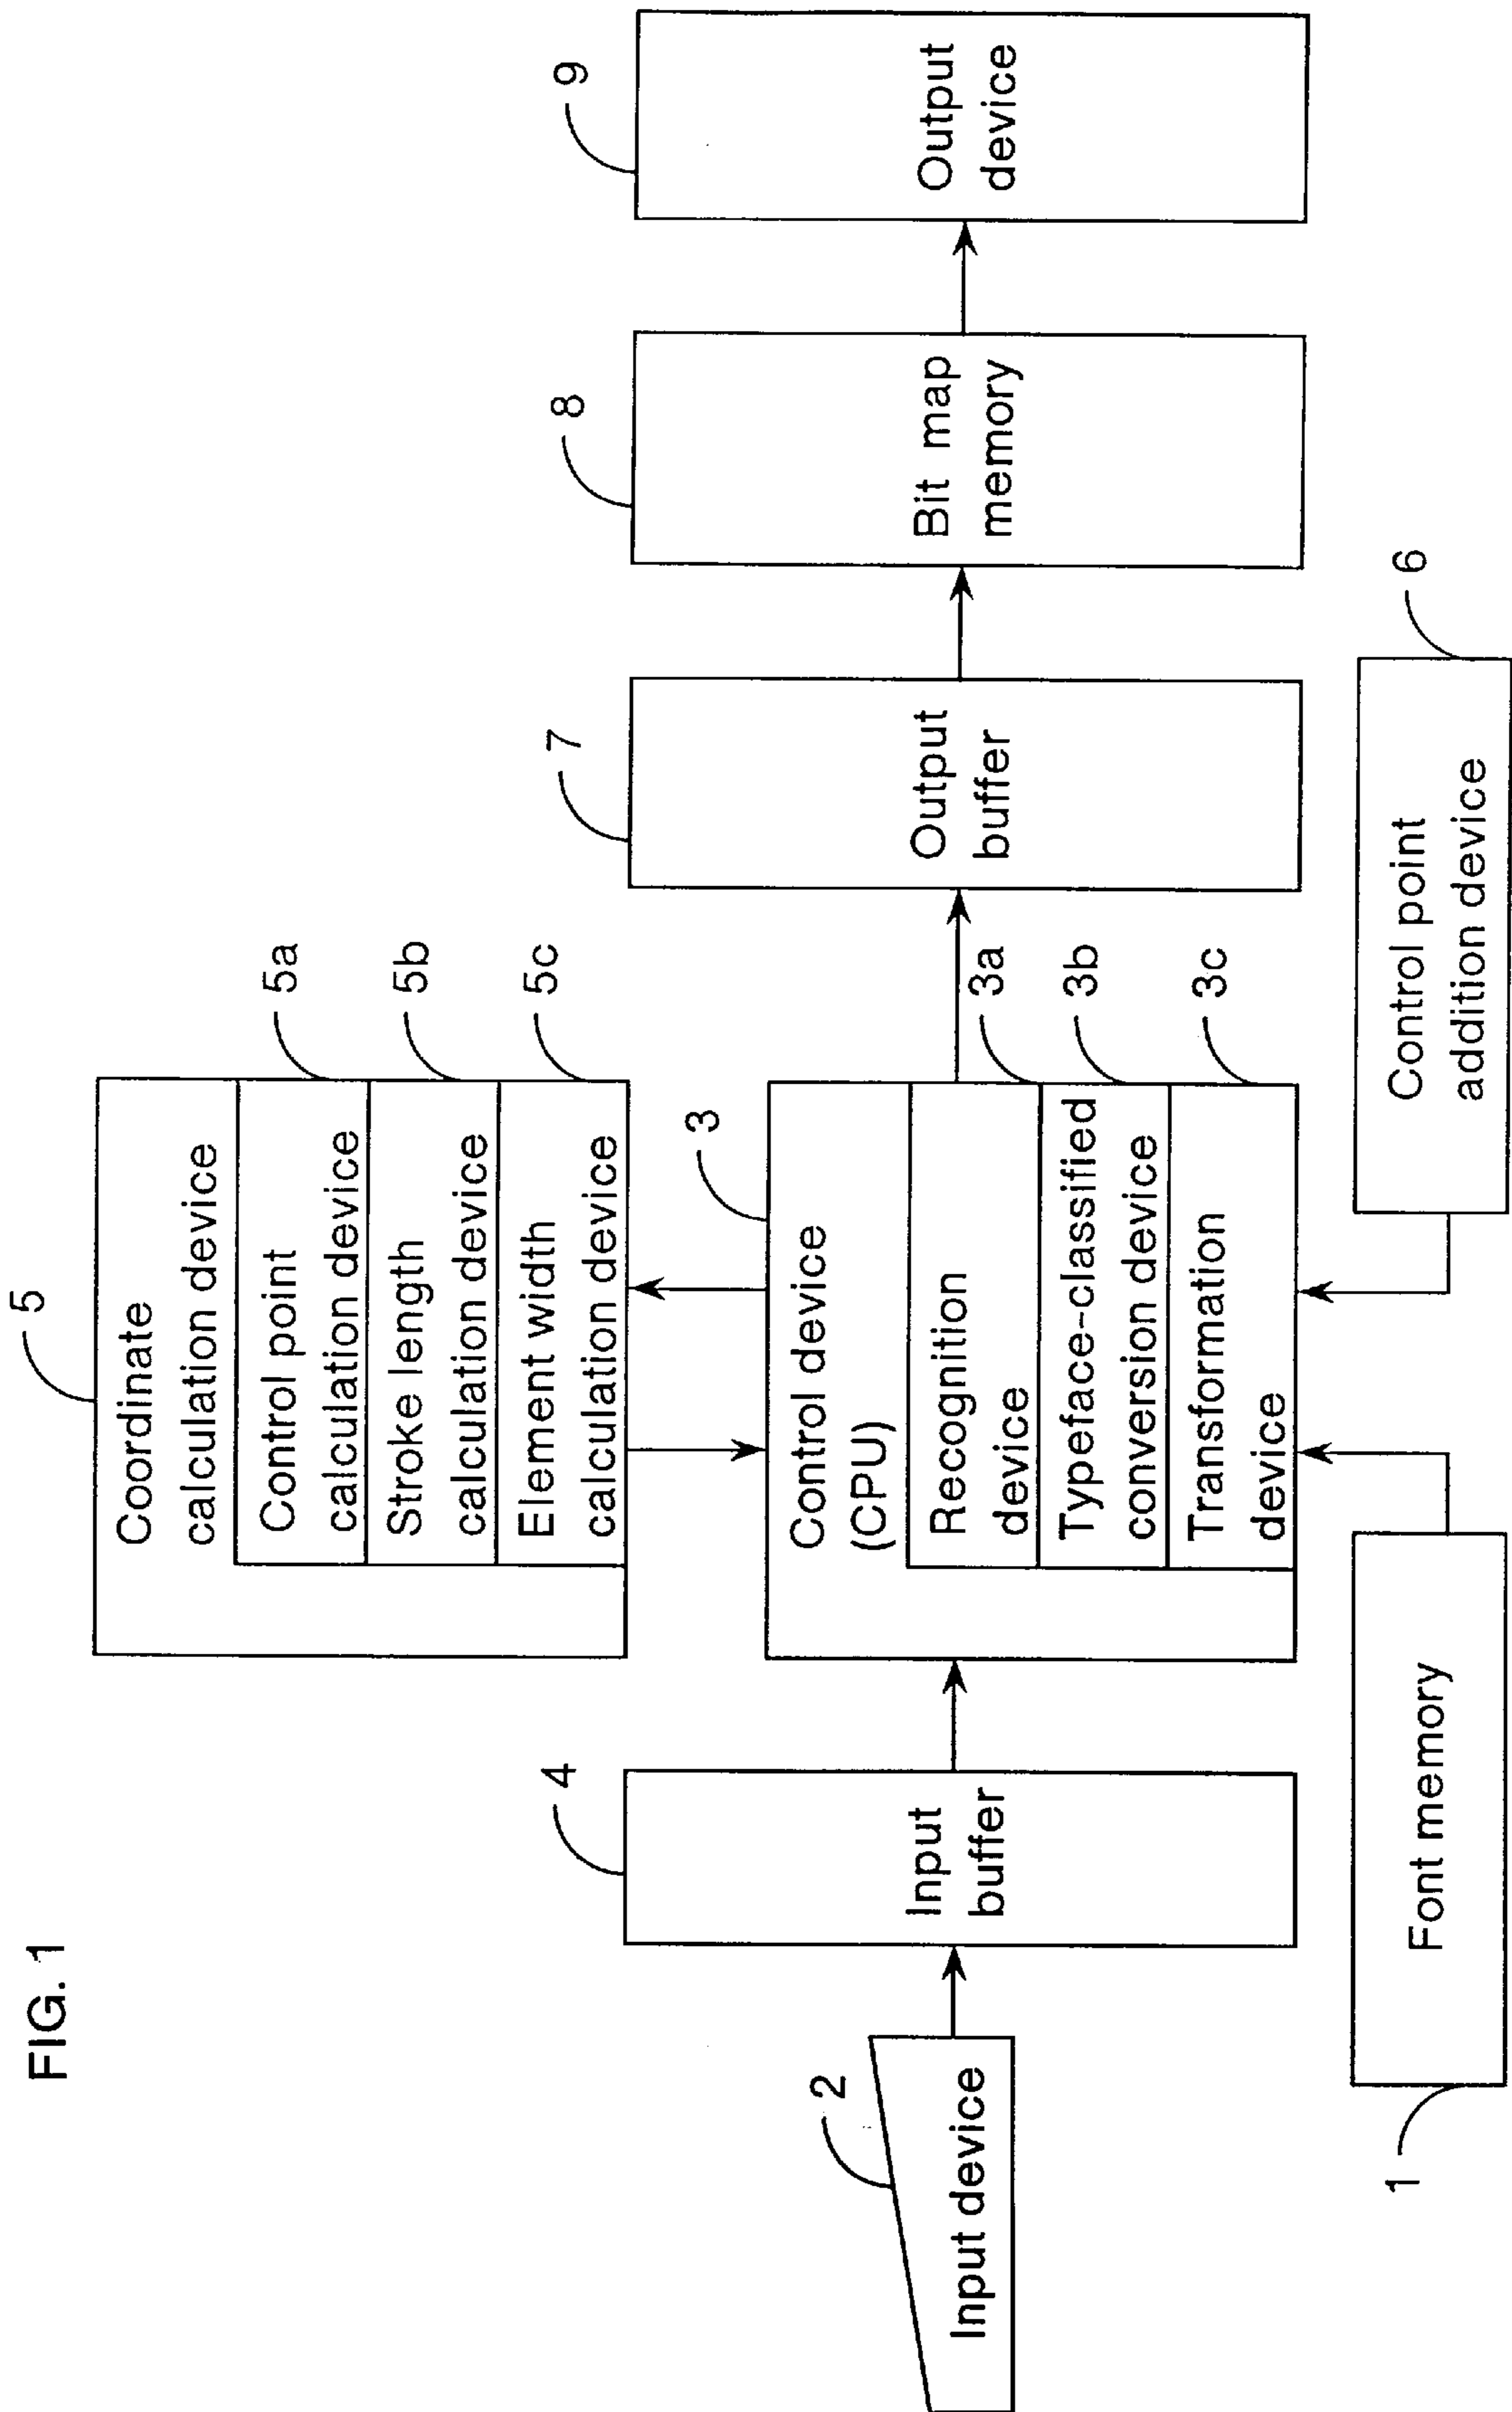 FIG. 1
5
Coordinate
calculation device
Control point
calculation device
5a
Stroke length
calculation device
5b
Element width
calculation device
5c
2
Input device
4
Input
buffer
3
Control device
(CPU)
Recognition
device
3a
Typeface-classified
conversion device
3b
Transformation
device
3c
7
Output
buffer
8
Bit map
memory
9
Output
device
1
Font memory
Control point
addition device
6